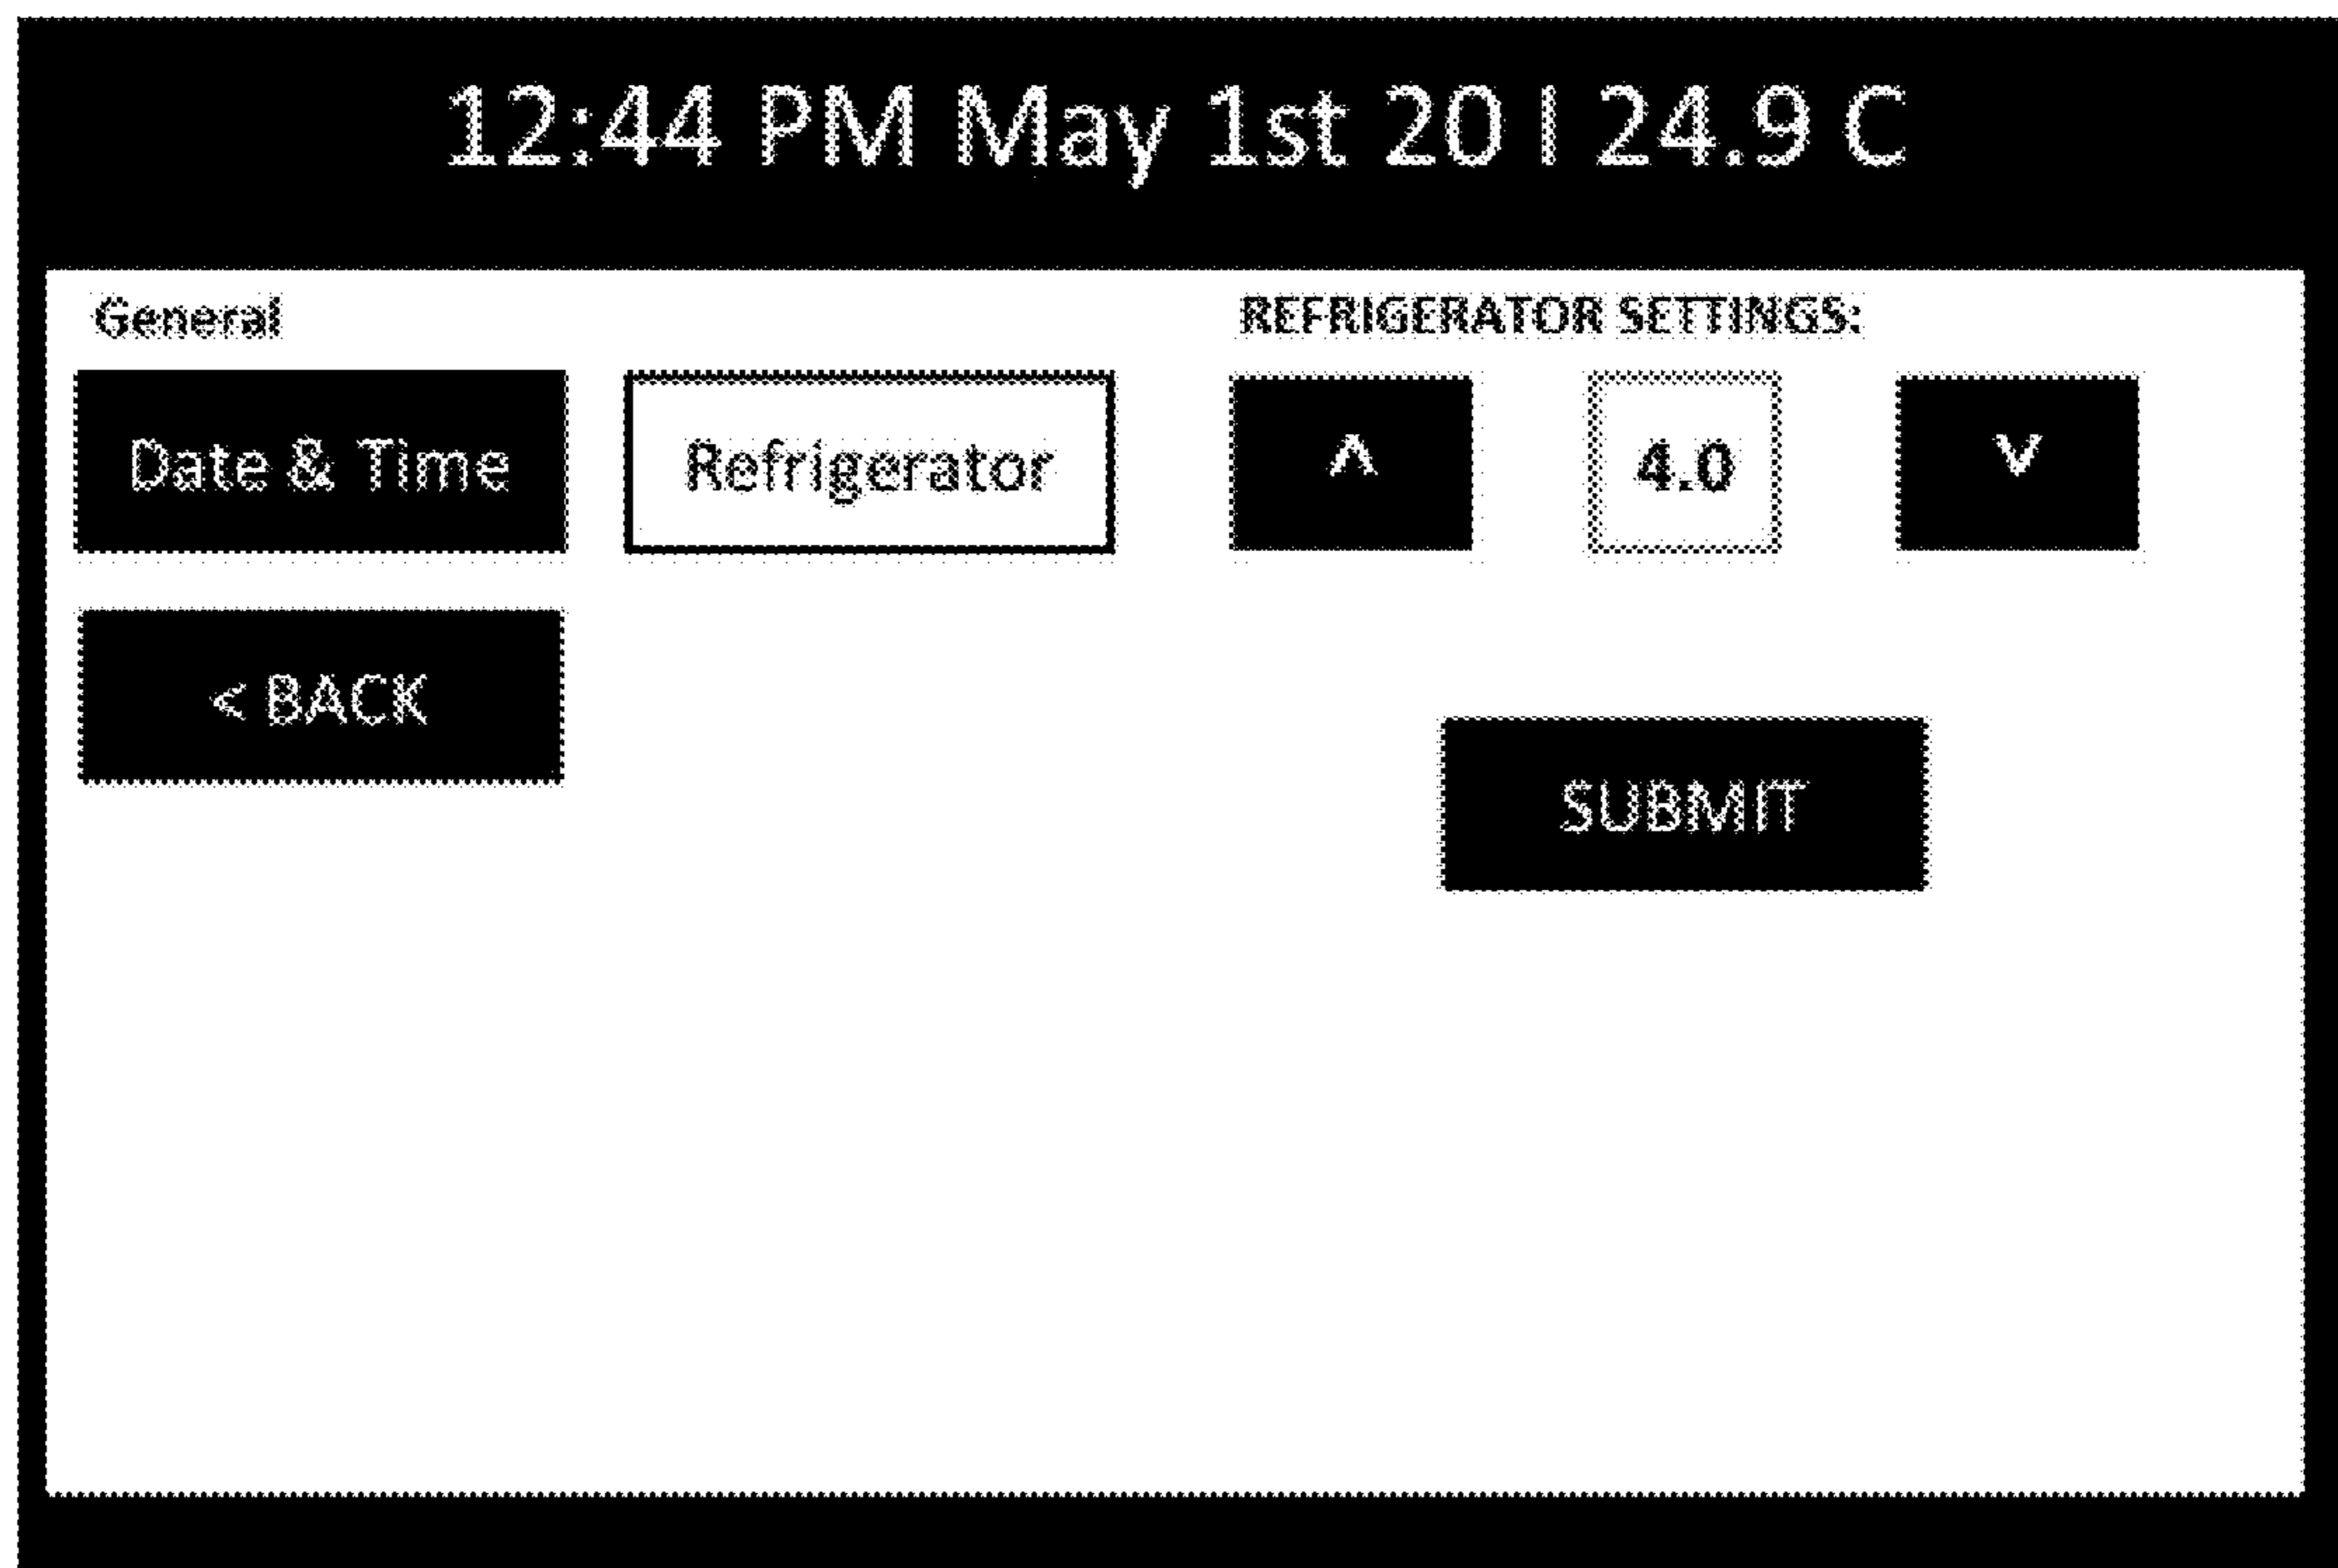 12:44 PM May 1st 20 | 24.9 C
General
REFRIGERATOR SETTINGS:
Date & Time
Refrigerator
^
4.0
v
< BACK
SUBMIT